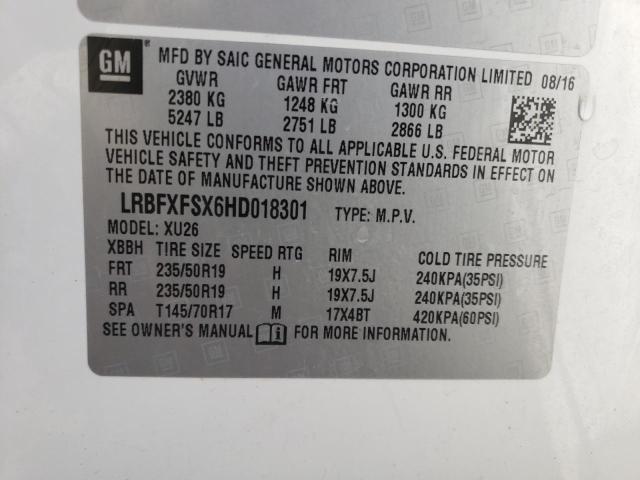 GM
MFD BY SAIC GENERAL MOTORS CORPORATION LIMITED 08/16
GVWR GAWR FRT GAWR RR
2380 KG 1248 KG 1300 KG
5247 LB 2751 LB 2866 LB
THIS VEHICLE CONFORMS TO ALL APPLICABLE U.S. FEDERAL MOTOR
VEHICLE SAFETY AND THEFT PREVENTION STANDARDS IN EFFECT ON
THE DATE OF MANUFACTURE SHOWN ABOVE.
LRBFXFSX6HD018301 TYPE: M.P.V.
MODEL: XU26
XBBH TIRE SIZE SPEED RTG RIM COLD TIRE PRESSURE
FRT 235/50R19 H 19X7.5J 240KPA(35PSI)
RR 235/50R19 H 19X7.5J 240KPA(35PSI)
SPA T145/70R17 M 17X4BT 420KPA(60PSI)
SEE OWNER'S MANUAL FOR MORE INFORMATION.